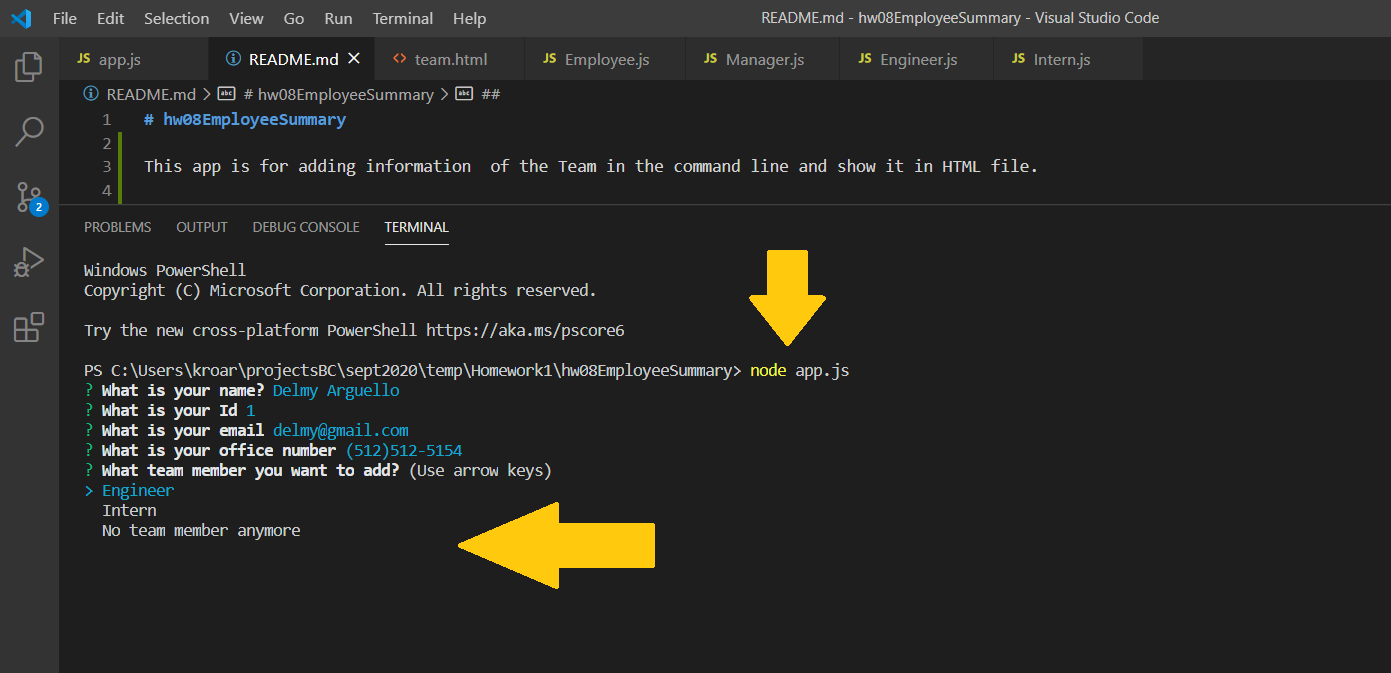 File Edit Selection View Go Run Terminal Help README.md - hw08EmployeeSummary - Visual Studio Code
JS app.js README.md JS Employee.js JS Manager.js JS Engineer.js JS Intern.js <> team.html
README.md > abc # hw08EmployeeSummary > abc ##
1 # hw08EmployeeSummary
2
3 This app is for adding information  of the Team in the command line and show it in HTML file.
4
2
PROBLEMS OUTPUT DEBUG CONSOLE TERMINAL
Windows PowerShell
Copyright (C) Microsoft Corporation. All rights reserved.
Try the new cross-platform PowerShell https://aka.ms/pscore6
PS C:\Users\kroar\projectsBC\sept2020\temp\Homework1\hw08EmployeeSummary> node app.js
? What is your name? Delmy Arguello
? What is your Id 1
? What is your email delmy@gmail.com
? What is your office number (512)512-5154
? What team member you want to add? (Use arrow keys)
> Engineer
Intern
No team member anymore